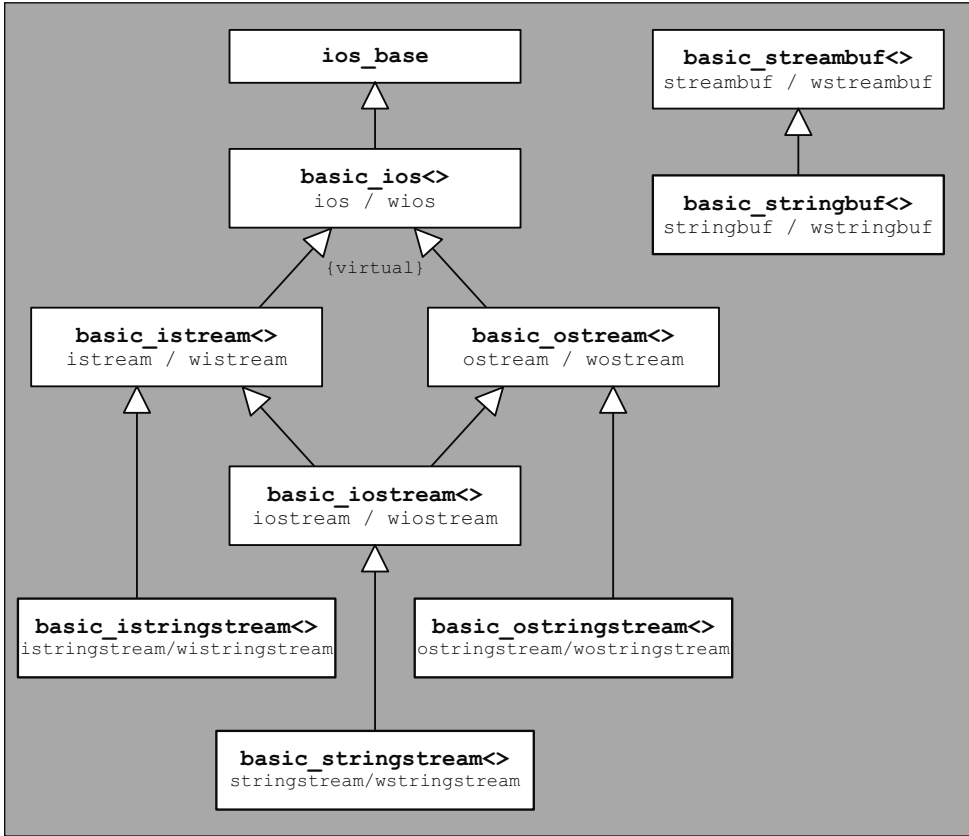 ios_base
basic_streambuf<>
streambuf / wstreambuf
basic_ios<>
ios / wios
basic_stringbuf<>
stringbuf / wstringbuf
{virtual}
basic_istream<>
istream / wistream
basic_ostream<>
ostream / wostream
basic_iostream<>
iostream / wiostream
basic_istringstream<>
istringstream/wistringstream
basic_ostringstream<>
ostringstream/wostringstream
basic_stringstream<>
stringstream/wstringstream